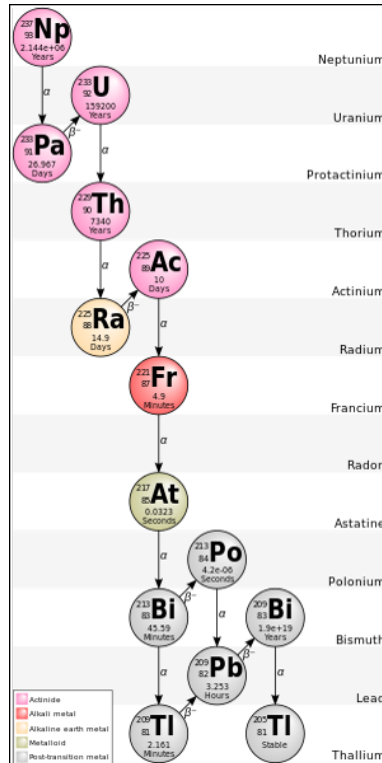 237
93 Np
2.144e+06
Years
Neptunium
α
233
92 U
159200
Years
β⁻
Uranium
233
91 Pa
26.967
Days
α
Protactinium
229
90 Th
7340
Years
Thorium
α
225
89 Ac
10
Days
β⁻
Actinium
225
88 Ra
14.9
Days
α
Radium
221
87 Fr
4.9
Minutes
Francium
α
Radon
217
85 At
0.0323
Seconds
Astatine
α
213
84 Po
4.2e-06
Seconds
β⁻
Polonium
213
83 Bi
45.59
Minutes
α
209
83 Bi
1.9e+19
Years
β⁻
Bismuth
α
209
82 Pb
3.253
Hours
α
Lead
209
81 Tl
2.161
Minutes
β⁻
205
81 Tl
Stable
Thallium
Actinide
Alkali metal
Alkaline earth metal
Metalloid
Post-transition metal